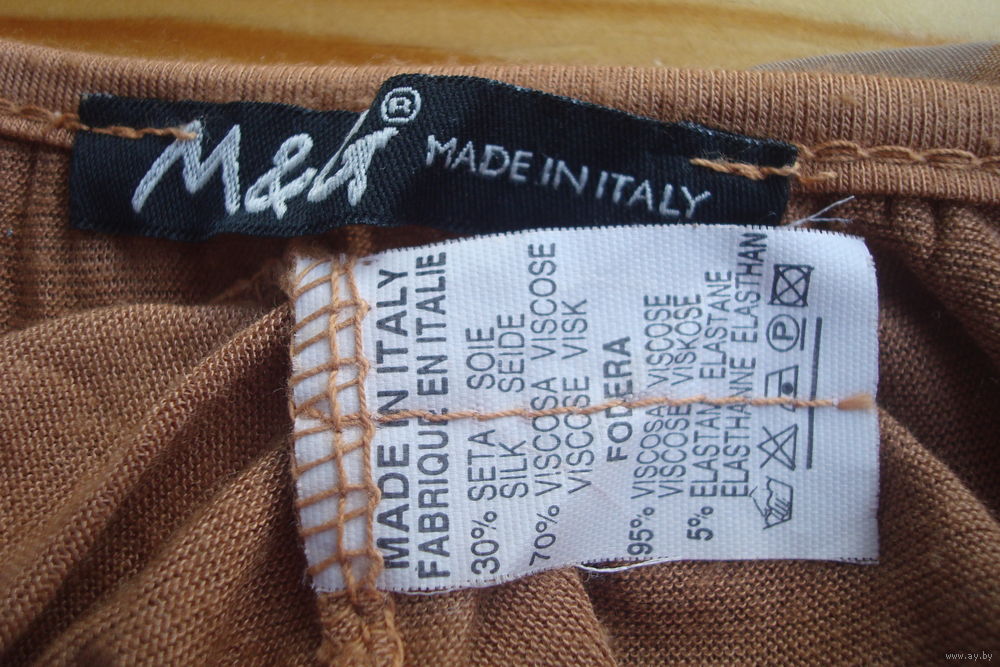 M&G®
MADE IN ITALY
MADE IN ITALY
FABRIQUE EN ITALIE
30% SETA SOIE
SILK SEIDE
70% VISCOSA VISCOSE
VISCOSE VISK
FODERA
95% VISCOSA VISCOSE
VISCOSE VISKOSE
5% ELASTAM ELASTANE
ELASTHANNE ELASTHAN
P
www.ay.by